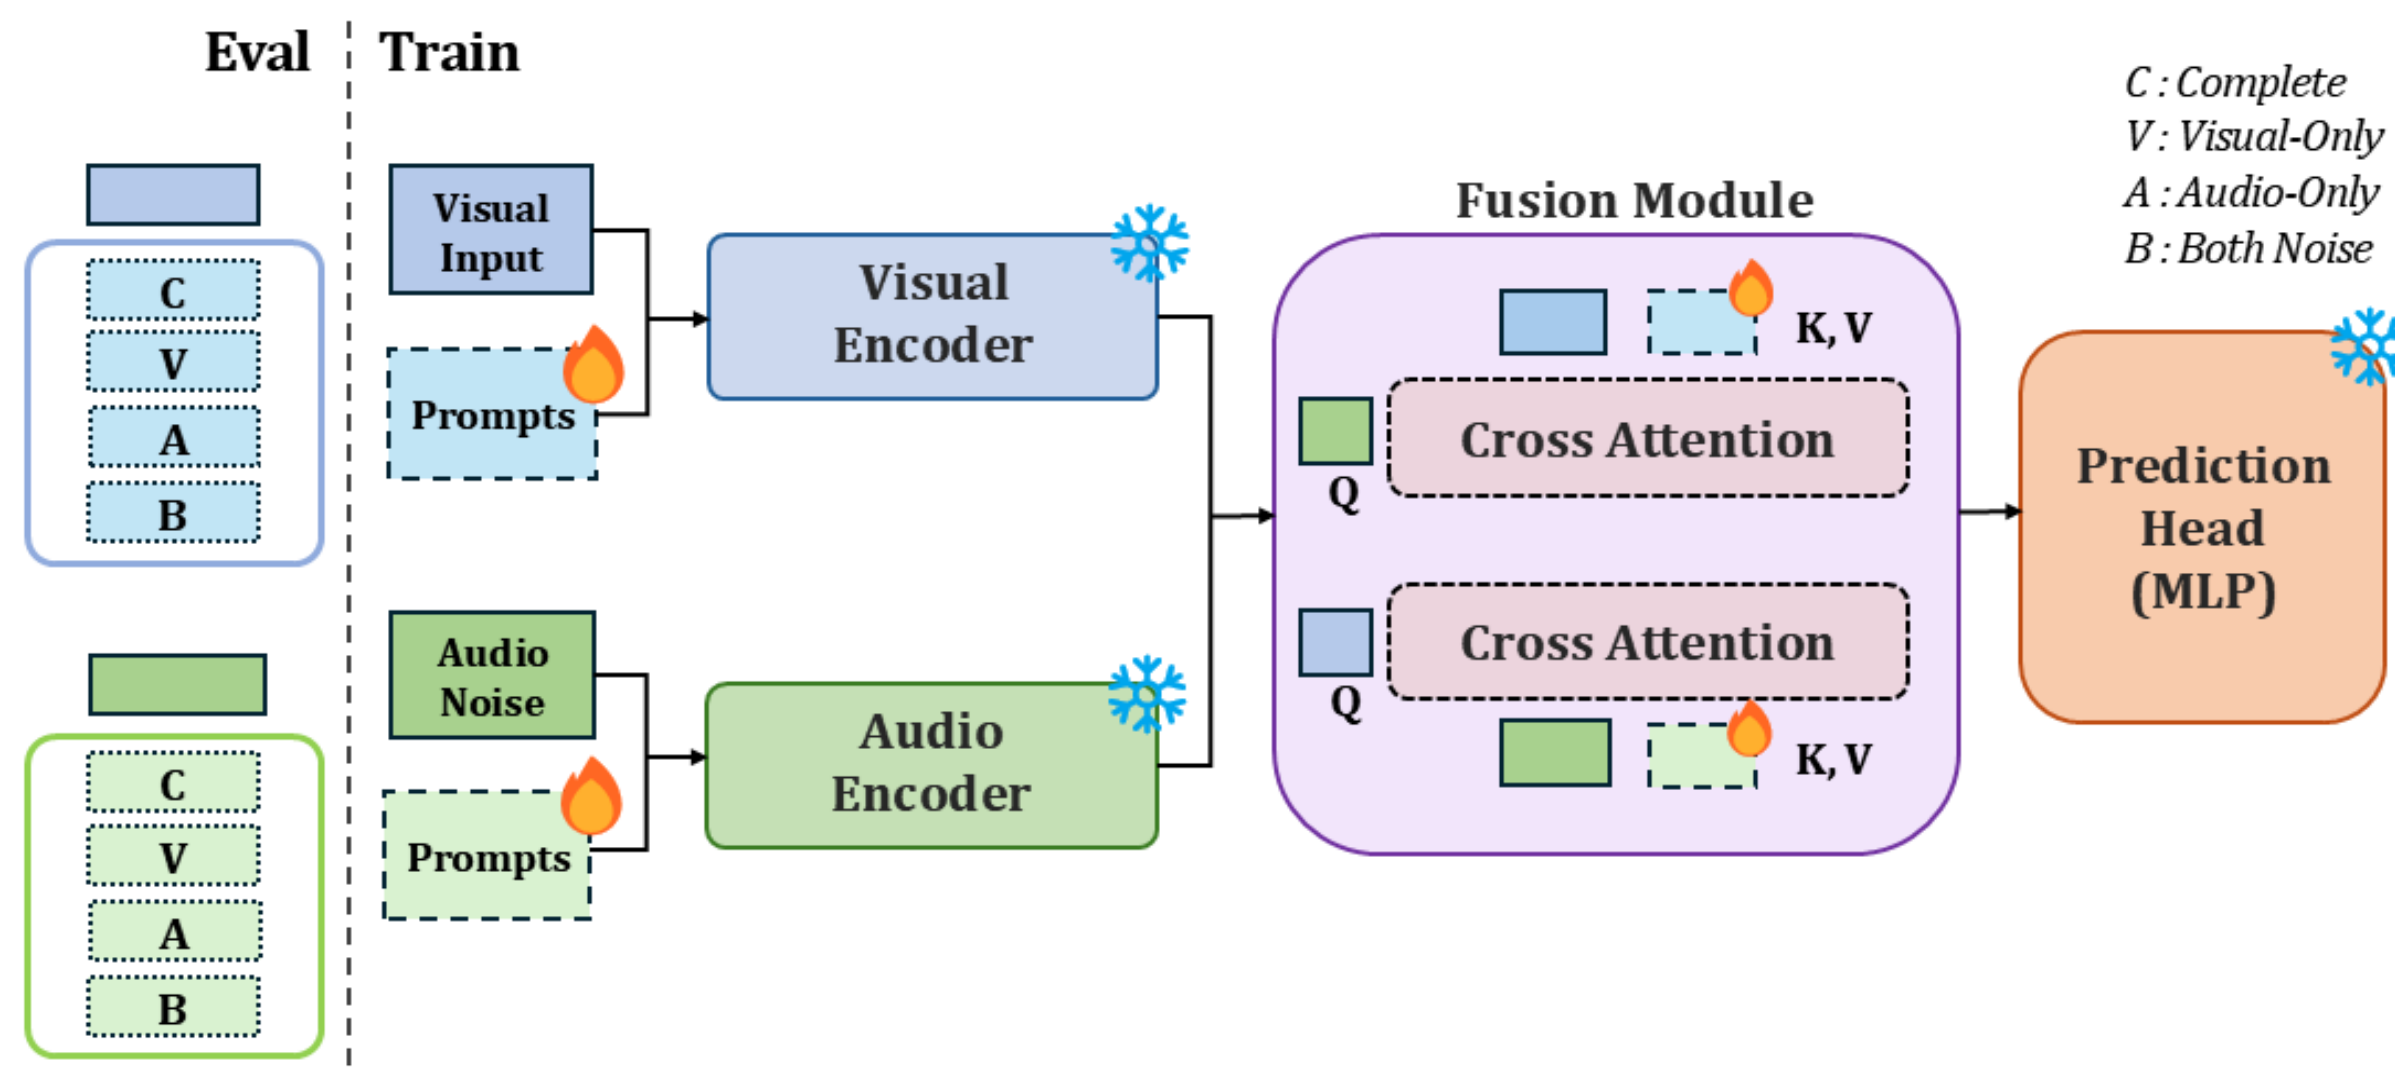 Eval
Train
C : Complete
V : Visual-Only
A : Audio-Only
B : Both Noise
C
V
A
B
Visual
Input
Prompts
Visual
Encoder
C
V
A
B
Audio
Noise
Prompts
Audio
Encoder
Fusion Module
K, V
Q
Cross Attention
Q
Cross Attention
K, V
Prediction
Head
(MLP)